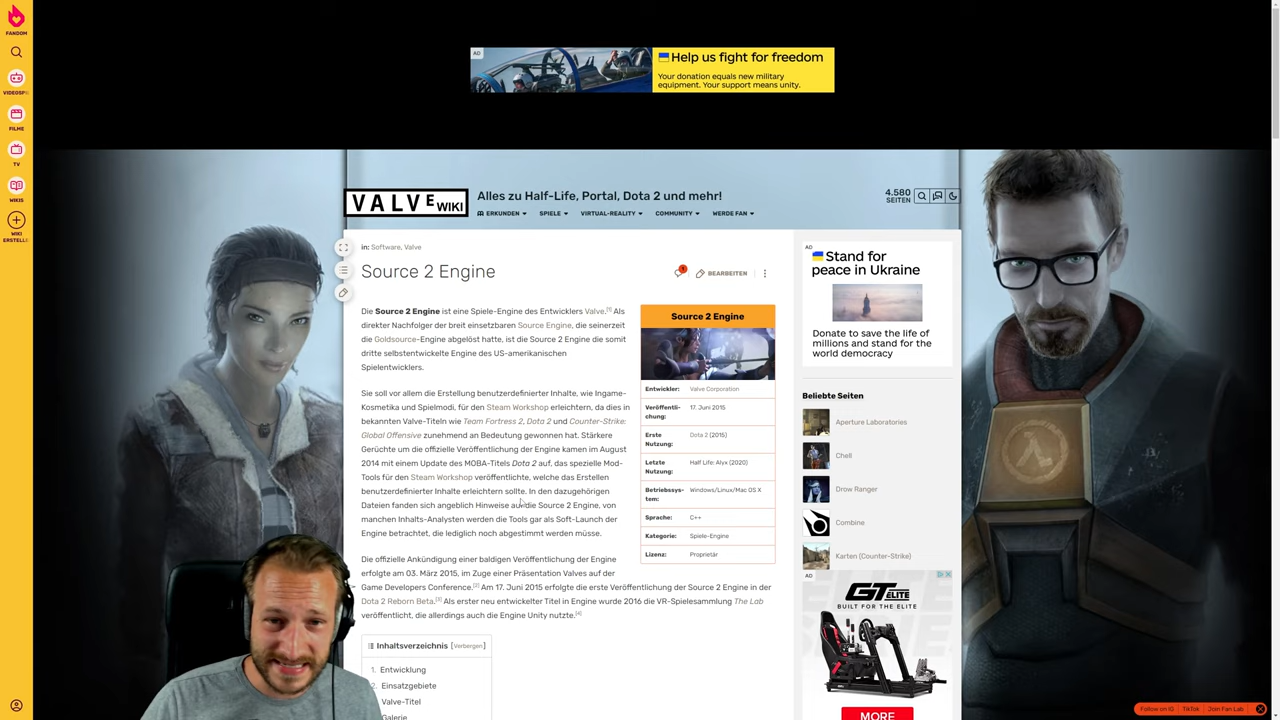 FANDOM
VIDEOSPI
FILME
TV
WIKIS
WIKI
ERSTELLE
AD
Help us fight for freedom
Your donation equals new military
equipment. Your support means unity.
VALVE WIKI
Alles zu Half-Life, Portal, Dota 2 und mehr!
4.580
SEITEN
ERKUNDEN
SPIELE
VIRTUAL-REALITY
COMMUNITY
WERDE FAN
in: Software, Valve
Source 2 Engine
BEARBEITEN
Die Source 2 Engine ist eine Spiele-Engine des Entwicklers Valve.[1] Als
direkter Nachfolger der breit einsetzbaren Source Engine, die seinerzeit
die Goldsource-Engine abgelöst hatte, ist die Source 2 Engine die somit
dritte selbstentwickelte Engine des US-amerikanischen
Spielentwicklers.
Sie soll vor allem die Erstellung benutzerdefinierter Inhalte, wie Ingame-
Kosmetika und Spielmodi, für den Steam Workshop erleichtern, da dies in
bekannten Valve-Titeln wie Team Fortress 2, Dota 2 und Counter-Strike:
Global Offensive zunehmend an Bedeutung gewonnen hat. Stärkere
Gerüchte um die offizielle Veröffentlichung der Engine kamen im August
2014 mit einem Update des MOBA-Titels Dota 2 auf, das spezielle Mod-
Tools für den Steam Workshop veröffentlichte, welche das Erstellen
benutzerdefinierter Inhalte erleichtern sollte. In den dazugehörigen
Dateien fanden sich angeblich Hinweise auf die Source 2 Engine, von
manchen Inhalts-Analysten werden die Tools gar als Soft-Launch der
Engine betrachtet, die lediglich noch abgestimmt werden müsse.
Die offizielle Ankündigung einer baldigen Veröffentlichung der Engine
erfolgte am 03. März 2015, im Zuge einer Präsentation Valves auf der
Game Developers Conference.[2] Am 17. Juni 2015 erfolgte die erste Veröffentlichung der Source 2 Engine in der
Dota 2 Reborn Beta.[3] Als erster neu entwickelter Titel in Engine wurde 2016 die VR-Spielesammlung The Lab
veröffentlicht, die allerdings auch die Engine Unity nutzte.[4]
Source 2 Engine
Entwickler: Valve Corporation
Veröffentli-
chung: 17. Juni 2015
Erste
Nutzung: Dota 2 (2015)
Letzte
Nutzung: Half Life: Alyx (2020)
Betriebssys-
tem: Windows/Linux/Mac OS X
Sprache: C++
Kategorie: Spiele-Engine
Lizenz: Proprietär
Inhaltsverzeichnis [Verbergen]
1. Entwicklung
2. Einsatzgebiete
Valve-Titel
Galerie
AD
Stand for
peace in Ukraine
Donate to save the life of
millions and stand for the
world democracy
Beliebte Seiten
Aperture Laboratories
Chell
Drow Ranger
Combine
Karten (Counter-Strike)
AD
GT ELITE
BUILT FOR THE ELITE
MORE
Follow on IG
TikTok
Join Fan Lab